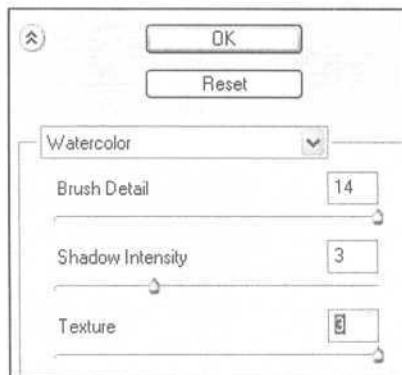 OK
Reset
Watercolor
Brush Detail 14
Shadow Intensity 3
Texture 3